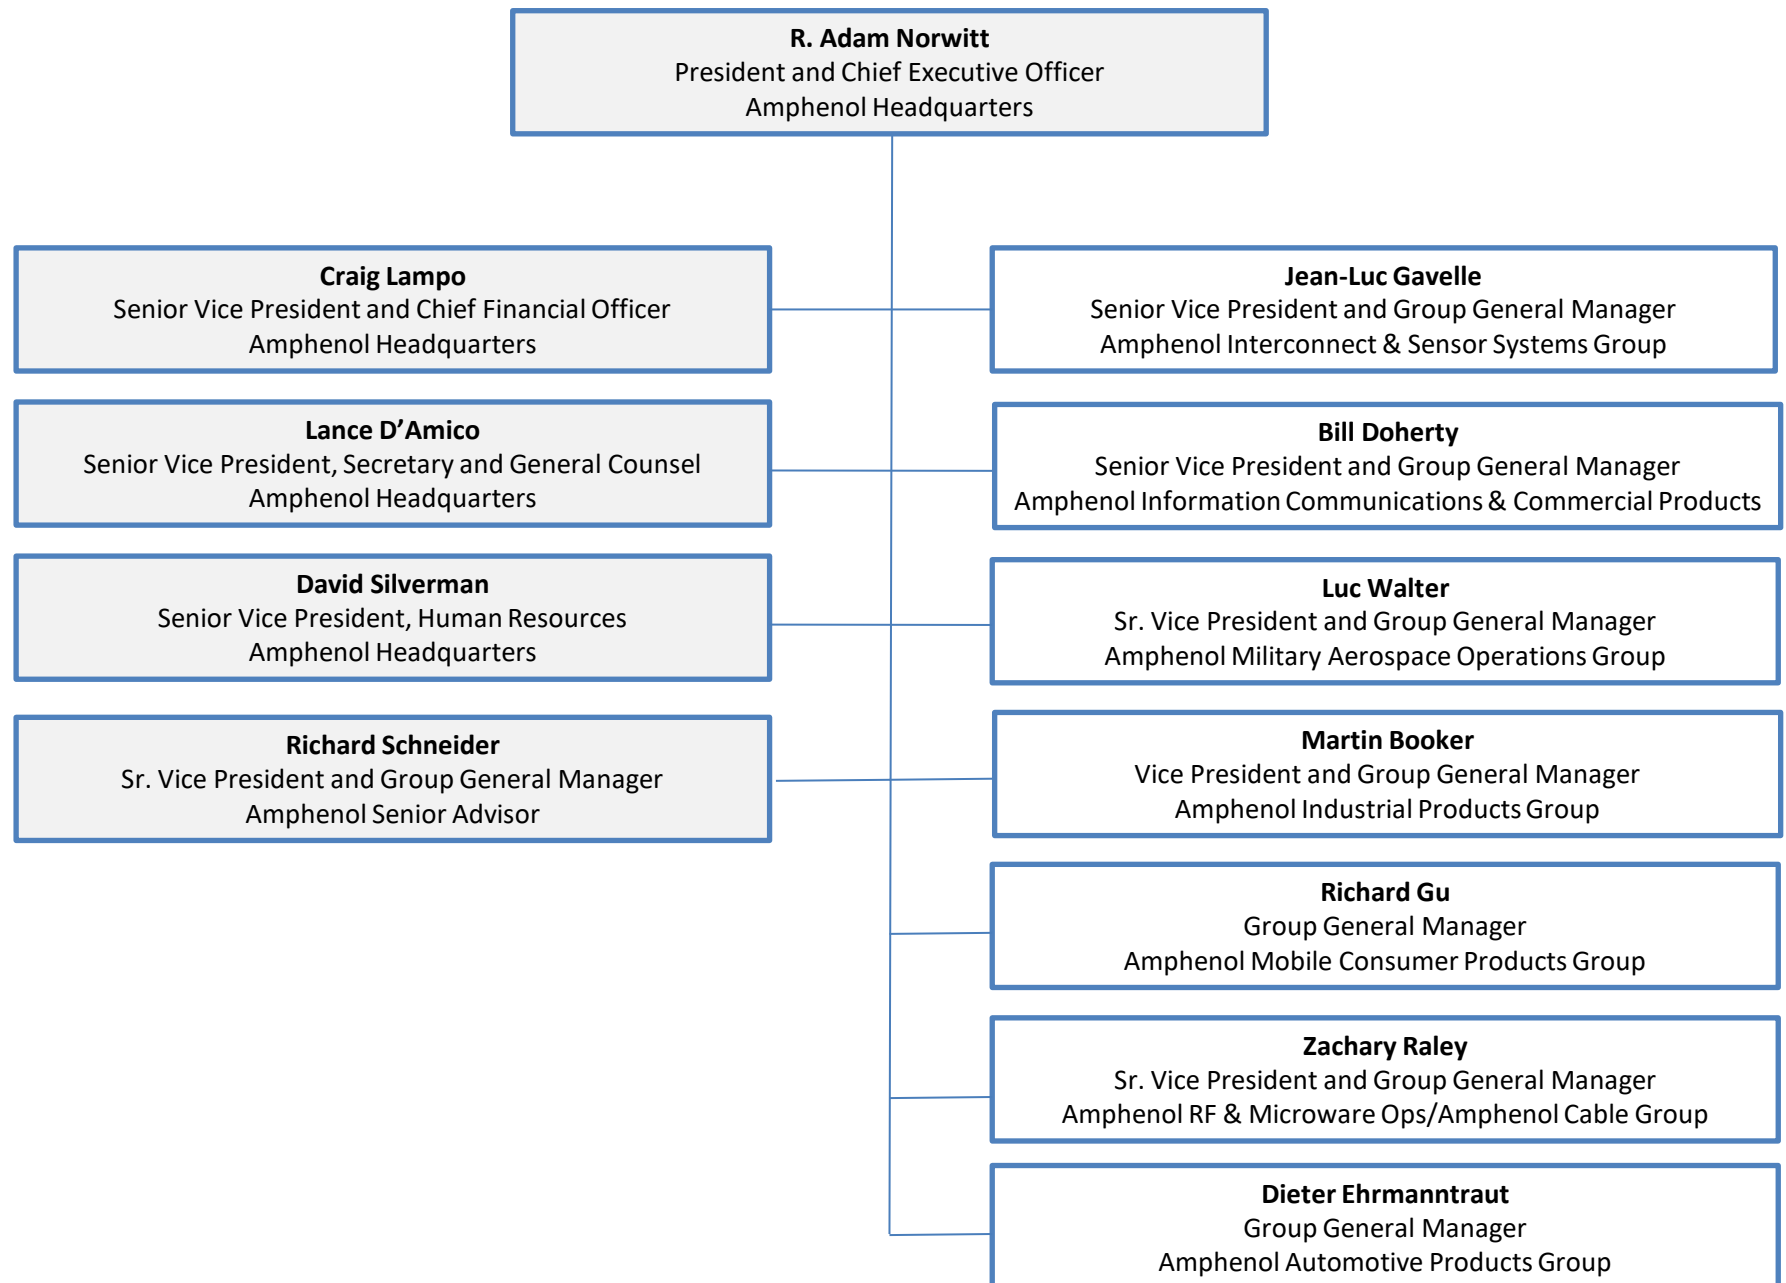 R. Adam Norwitt
President and Chief Executive Officer
Amphenol Headquarters
Craig Lampo
Senior Vice President and Chief Financial Officer
Amphenol Headquarters
Lance D’Amico
Senior Vice President, Secretary and General Counsel
Amphenol Headquarters
David Silverman
Senior Vice President, Human Resources
Amphenol Headquarters
Richard Schneider
Sr. Vice President and Group General Manager
Amphenol Senior Advisor
Jean-Luc Gavelle
Senior Vice President and Group General Manager
Amphenol Interconnect & Sensor Systems Group
Bill Doherty
Senior Vice President and Group General Manager
Amphenol Information Communications & Commercial Products
Luc Walter
Sr. Vice President and Group General Manager
Amphenol Military Aerospace Operations Group
Martin Booker
Vice President and Group General Manager
Amphenol Industrial Products Group
Richard Gu
Group General Manager
Amphenol Mobile Consumer Products Group
Zachary Raley
Sr. Vice President and Group General Manager
Amphenol RF & Microware Ops/Amphenol Cable Group
Dieter Ehrmanntraut
Group General Manager
Amphenol Automotive Products Group